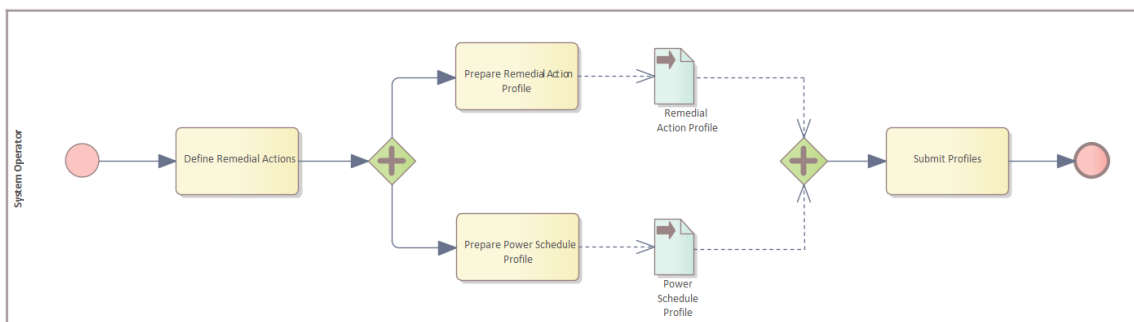 System Operator
Define Remedial Actions
Prepare Remedial Action
Profile
Remedial
Action Profile
Prepare Power Schedule
Profile
Power
Schedule
Profile
Submit Profiles